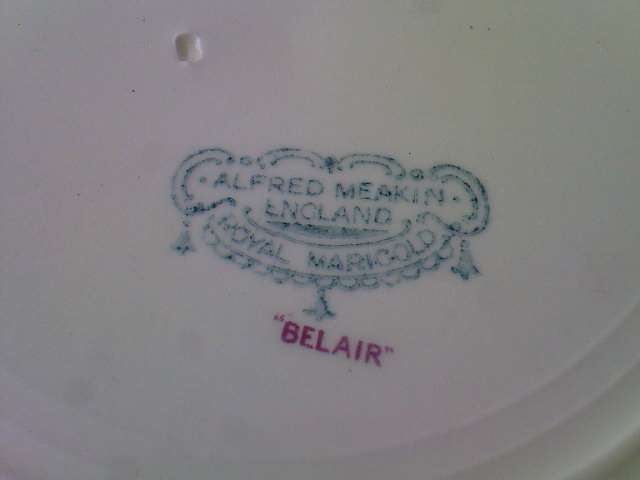 ALFRED MEAKIN
ENGLAND
ROYAL MARIGOLD
"BELAIR"